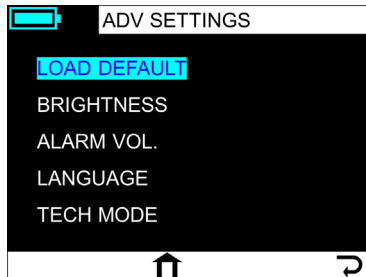 ADV SETTINGS
LOAD DEFAULT
BRIGHTNESS
ALARM VOL.
LANGUAGE
TECH MODE